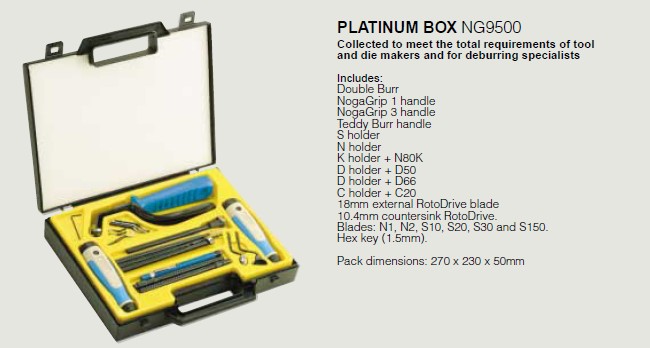 PLATINUM BOX NG9500
Collected to meet the total requirements of tool
and die makers and for deburring specialists
Includes:
Double Burr
NogaGrip 1 handle
NogaGrip 3 handle
Teddy Burr handle
S holder
N holder
K holder + N80K
D holder + D50
D holder + D66
C holder + C20
18mm external RotoDrive blade
10.4mm countersink RotoDrive.
Blades: N1, N2, S10, S20, S30 and S150.
Hex key (1.5mm).
Pack dimensions: 270 x 230 x 50mm